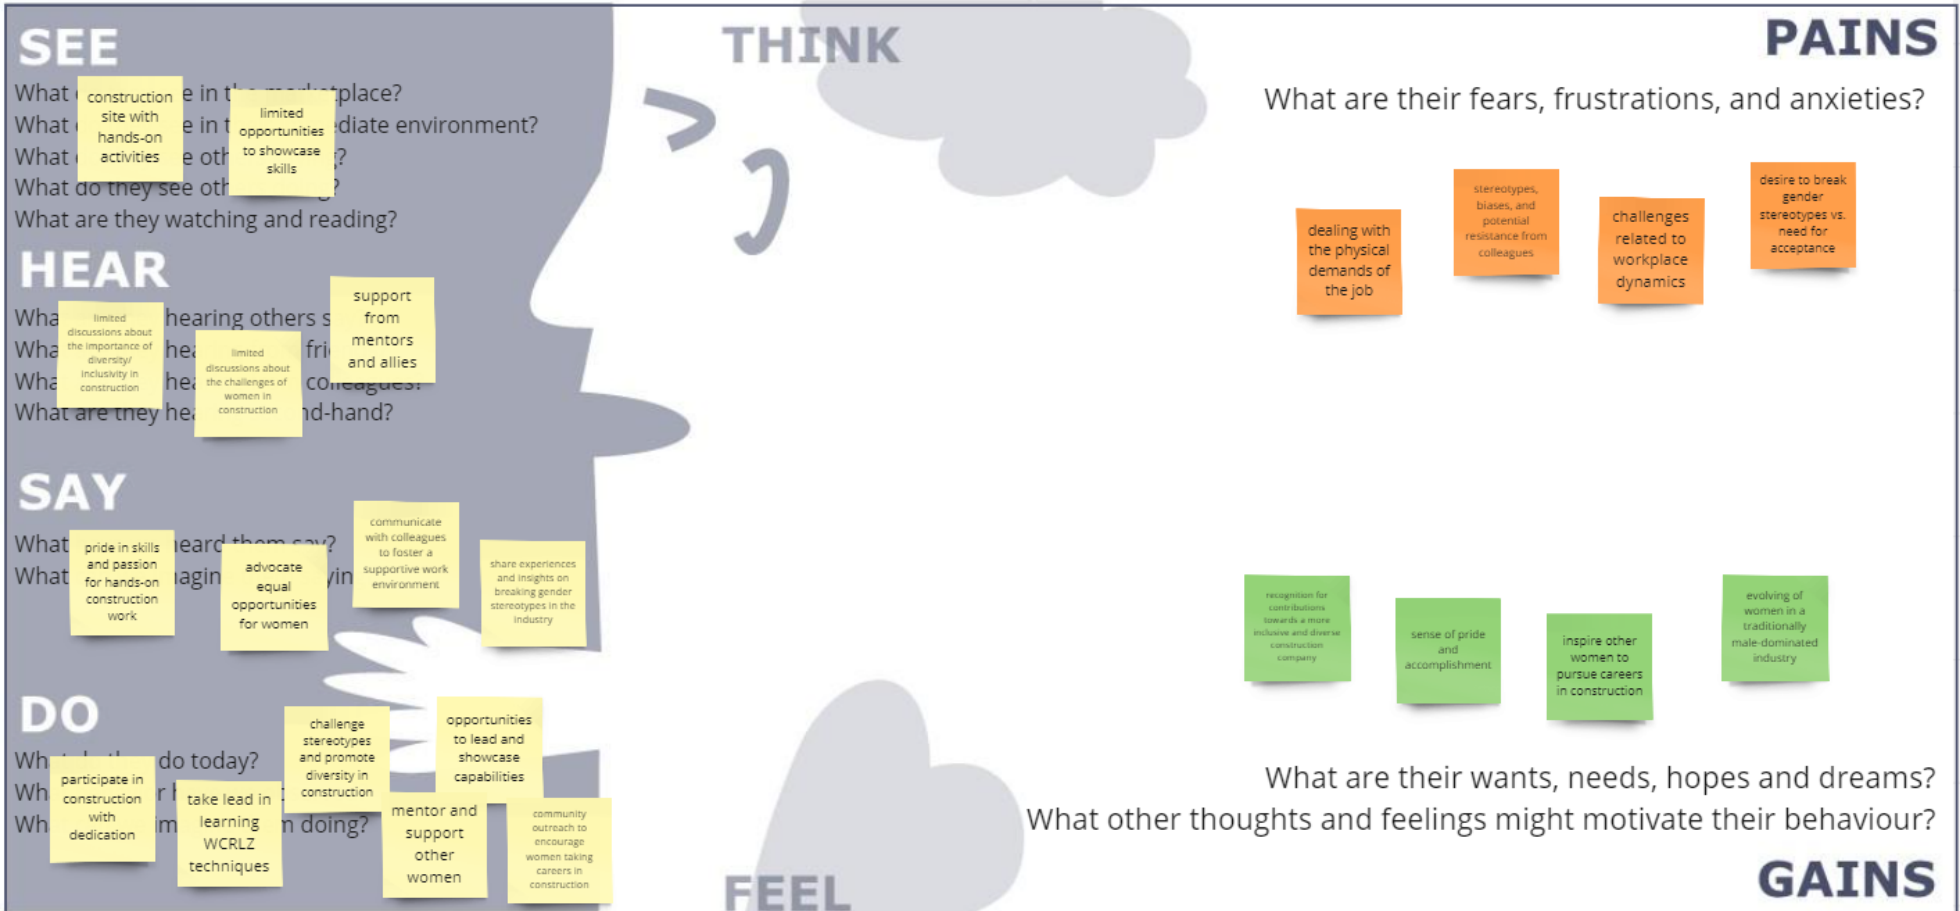 SEE
What
e in t
place?
What
e in t
ediate environment?
What
e oth
?
What do they see oth
?
What are they watching and reading?
construction
site with
hands-on
activities
limited
opportunities
to showcase
skills
HEAR
hearing others s
hea
fri
hea
What are they hea
nd-hand?
limited
discussions about
the importance of
diversity/
inclusivity in
construction
limited
discussions about
the challenges of
women in
construction
support
from
mentors
and allies
SAY
What
heard them say?
What
pride in skills
and passion
for hands-on
construction
work
advocate
equal
opportunities
for women
communicate
with colleagues
to foster a
supportive work
environment
share experiences
and insights on
breaking gender
stereotypes in the
industry
DO
do today?
doing?
participate in
construction
with
dedication
take lead in
learning
WCRLZ
techniques
challenge
stereotypes
and promote
diversity in
construction
opportunities
to lead and
showcase
capabilities
mentor and
support
other
women
community
outreach to
encourage
women taking
careers in
construction
THINK
FEEL
PAINS
What are their fears, frustrations, and anxieties?
dealing with
the physical
demands of
the job
stereotypes,
biases, and
potential
resistance from
colleagues
challenges
related to
workplace
dynamics
desire to break
gender
stereotypes vs.
need for
acceptance
recognition for
contributions
towards a more
inclusive and diverse
construction
company
sense of pride
and
accomplishment
inspire other
women to
pursue careers
in construction
evolving of
women in a
traditionally
male-dominated
industry
What are their wants, needs, hopes and dreams?
What other thoughts and feelings might motivate their behaviour?
GAINS